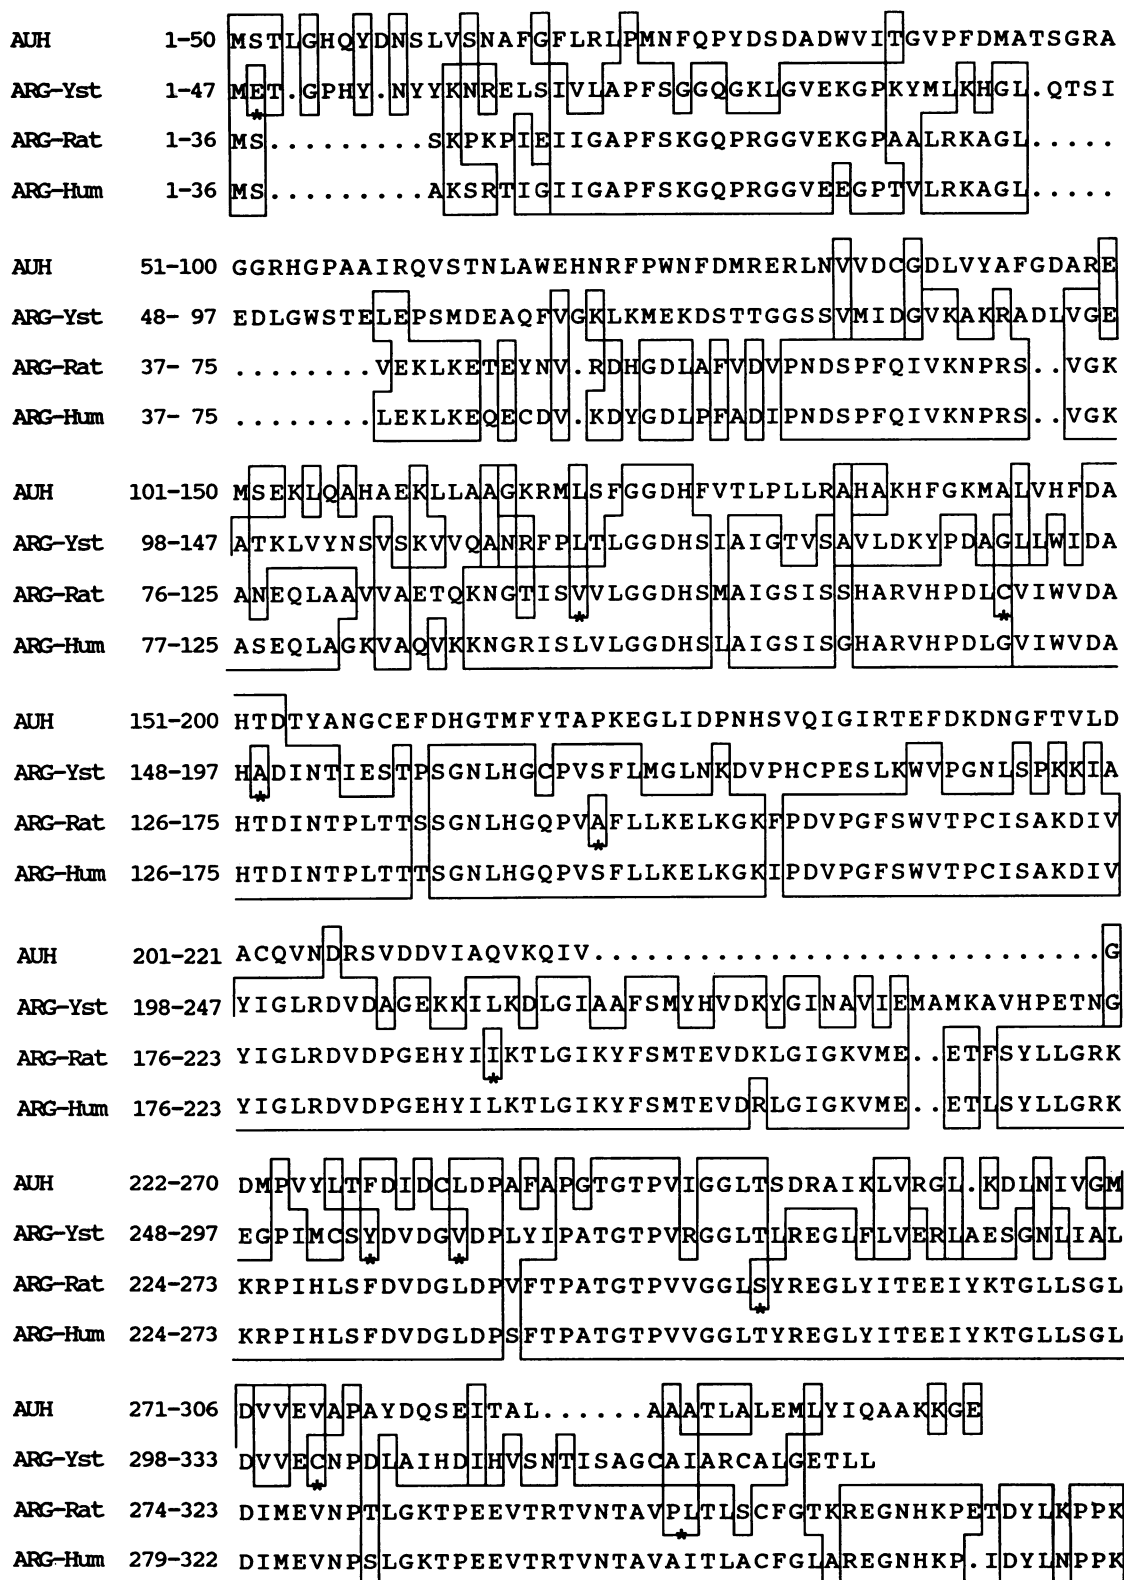 AUH 1-50 MSTLGHQYDNSLVSNAFGFLRLPMNFQPYDSDADWVITGVPFDMATSGRA
ARG-Yst 1-47 MET.GPHY.NYYKNRELSIVLAPFSGGQGKLGVEKGPKYMLKHGL.QTSI
*
ARG-Rat 1-36 MS.........SKPKPIEIIGAPFSKGQPRGGVEKGPAALRKAGL.....
ARG-Hum 1-36 MS.........AKSRTIGIIGAPFSKGQPRGGVEEGPTVLRKAGL.....
AUH 51-100 GGRHGPAAIRQVSTNLAWEHNRFPWNFDMRERLNVVDCGDLVYAFGDARE
ARG-Yst 48- 97 EDLGWSTELEPSMDEAQFVGKLKMEKDSTTGGSSVMIDGVKAKRADLVGE
ARG-Rat 37- 75 ........VEKLKETEYNV.RDHGDLAFVDVPNDSPFQIVKNPRS..VGK
ARG-Hum 37- 75 ........LEKLKEQECDV.KDYGDLPFADIPNDSPFQIVKNPRS..VGK
AUH 101-150 MSEKLQAHAEKLLAAGKRMLSFGGDHFVTLPLLRAHAKHFGKMALVHFDA
ARG-Yst 98-147 ATKLVYNSVSKVVQANRFPLTLGGDHSIAIGTVSAVLDKYPDAGLLWIDA
ARG-Rat 76-125 ANEQLAAVVAETQKNGTISVVLGGDHSMAIGSISSHARVHPDLCVIWVDA
* *
ARG-Hum 77-125 ASEQLAGKVAQVKKNGRISLVLGGDHSLAIGSISGHARVHPDLGVIWVDA
AUH 151-200 HTDTYANGCEFDHGTMFYTAPKEGLIDPNHSVQIGIRTEFDKDNGFTVLD
ARG-Yst 148-197 HADINTIESTPSGNLHGCPVSFLMGLNKDVPHCPESLKWVPGNLSPKKIA
*
ARG-Rat 126-175 HTDINTPLTTSSGNLHGQPVAFLLKELKGKFPDVPGFSWVTPCISAKDIV
*
ARG-Hum 126-175 HTDINTPLTTTSGNLHGQPVSFLLKELKGKIPDVPGFSWVTPCISAKDIV
AUH 201-221 ACQVNDRSVDDVIAQVKQIV.............................G
ARG-Yst 198-247 YIGLRDVDAGEKKILKDLGIAAFSMYHVDKYGINAVIEMAMKAVHPETNG
ARG-Rat 176-223 YIGLRDVDPGEHYIIKTLGIKYFSMTEVDKLGIGKVME..ETFSYLLGRK
*
ARG-Hum 176-223 YIGLRDVDPGEHYILKTLGIKYFSMTEVDRLGIGKVME..ETLSYLLGRK
AUH 222-270 DMPVYLTFDIDCLDPAFAPGTGTPVIGGLTSDRAIKLVRGL.KDLNIVGM
ARG-Yst 248-297 EGPIMCSYDVDGVDPLYIPATGTPVRGGLTLREGLFLVERLAESGNLIAL
* *
ARG-Rat 224-273 KRPIHLSFDVDGLDPVFTPATGTPVVGGLSYREGLYITEEIYKTGLLSGL
*
ARG-Hum 224-273 KRPIHLSFDVDGLDPSFTPATGTPVVGGLTYREGLYITEEIYKTGLLSGL
AUH 271-306 DVVEVAPAYDQSEITAL......AAATLALEMLYIQAAKKGE
ARG-Yst 298-333 DVVECNPDLAIHDIHVSNTISAGCAIARCALGETLL
*
ARG-Rat 274-323 DIMEVNPTLGKTPEEVTRTVNTAVPLTLSCFGTKREGNHKPETDYLKPPK
*
ARG-Hum 279-322 DIMEVNPSLGKTPEEVTRTVNTAVAITLACFGLAREGNHKP.IDYLNPPK